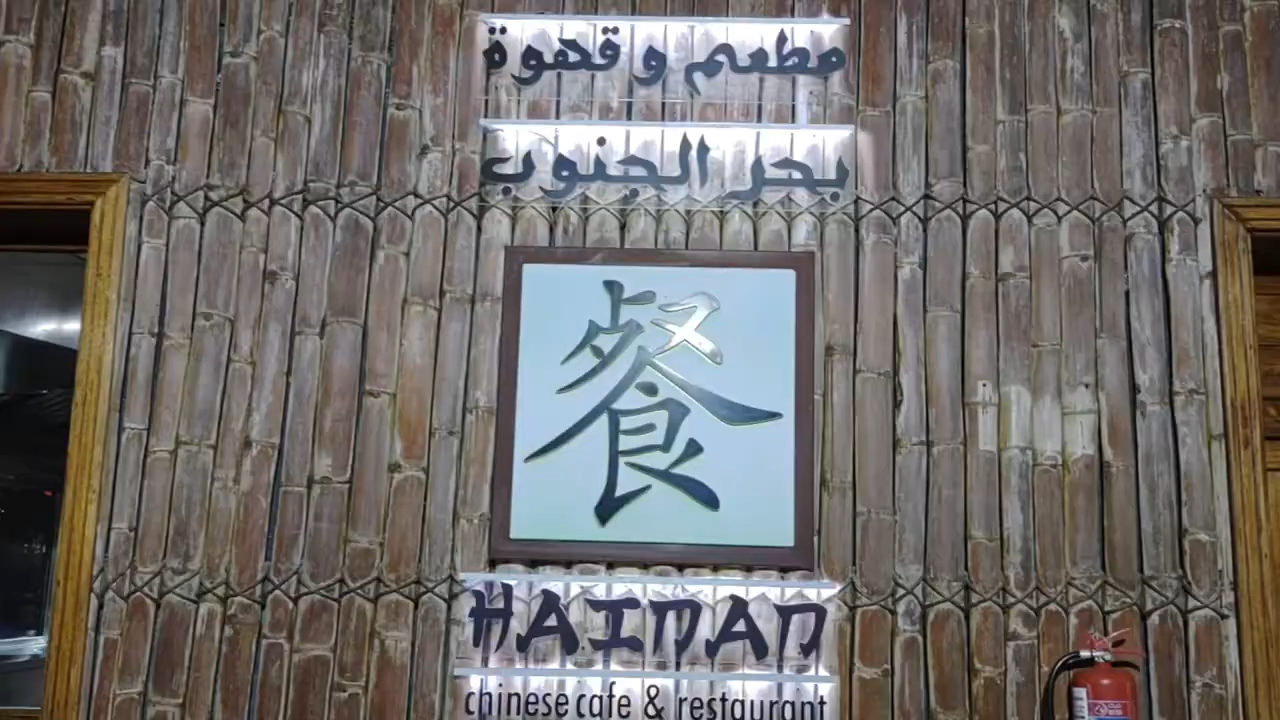 مطعم و قهوة
بحر الجنوب
餐
HAINAN
chinese cafe & restaurant